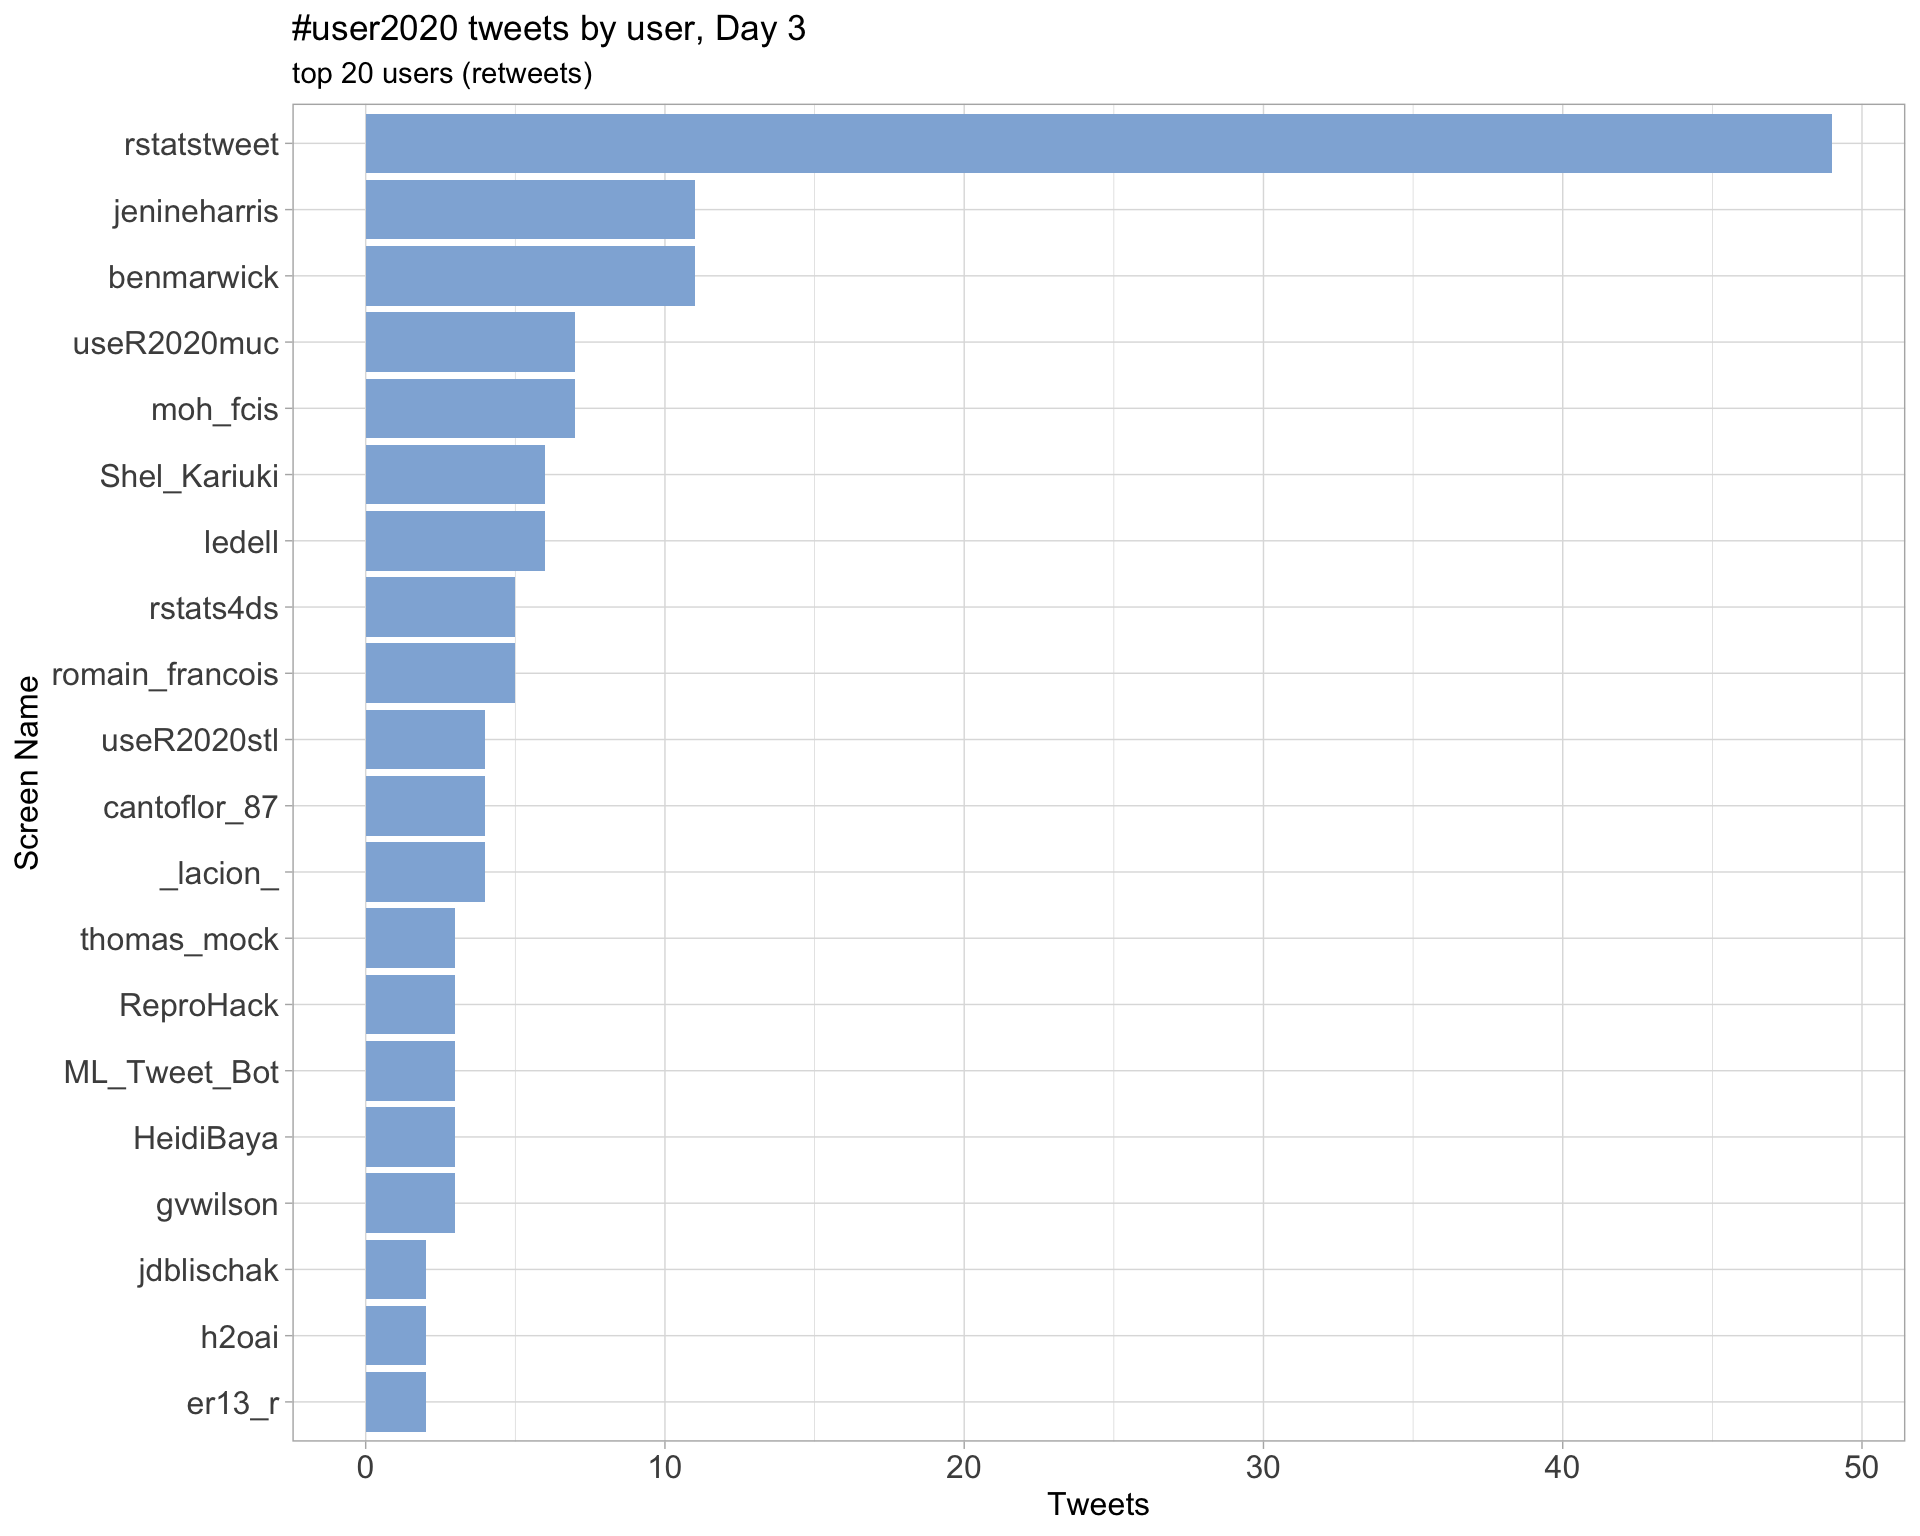 #user2020 tweets by user, Day 3
top 20 users (retweets)
rstatstweet
jenineharris
benmarwick
useR2020muc
moh_fcis
Shel_Kariuki
ledell
rstats4ds
romain_francois
useR2020stl
cantoflor_87
_lacion_
thomas_mock
ReproHack
ML_Tweet_Bot
HeidiBaya
gvwilson
jdblischak
h2oai
er13_r
Screen Name
0 10 20 30 40 50
Tweets